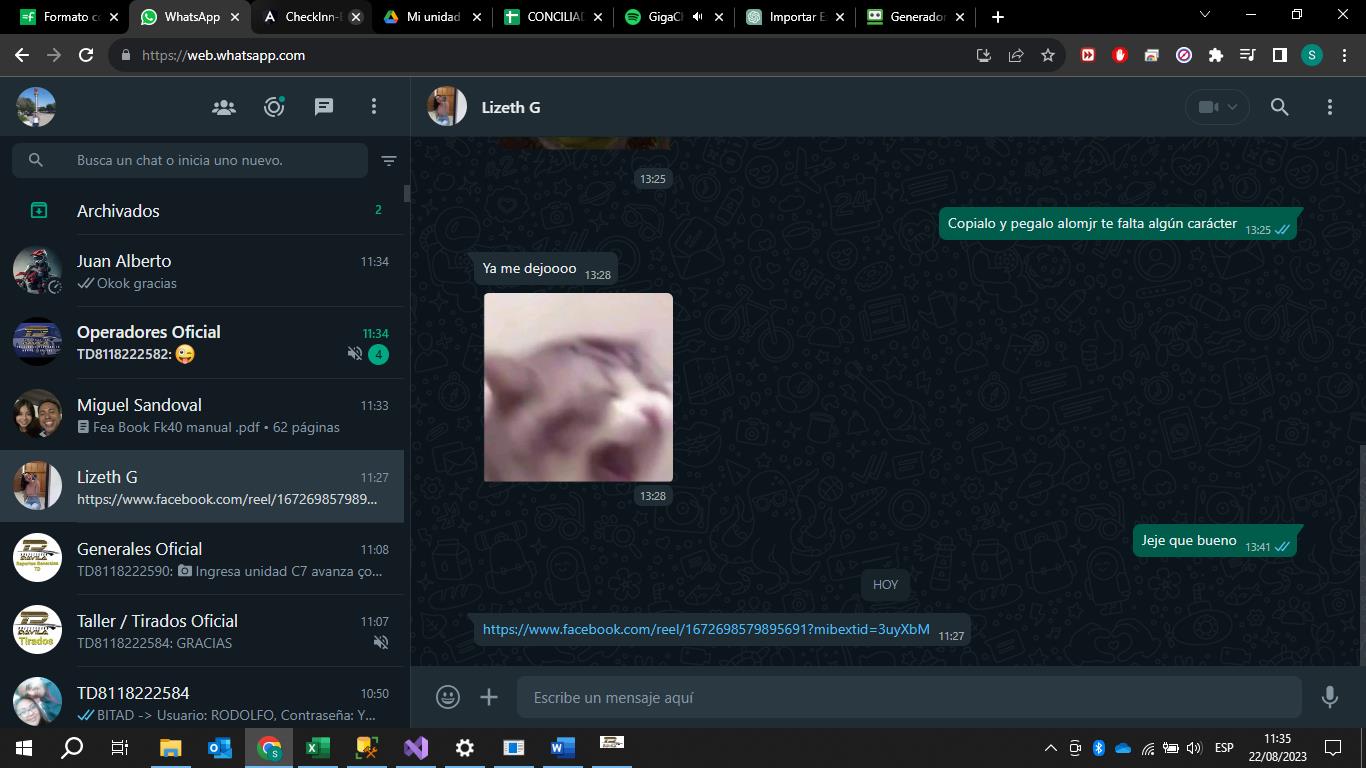 Formato c
WhatsApp
CheckInn-
Mi unidad
CONCILIA
GigaC
Importar E
Generador
https://web.whatsapp.com
S
Lizeth G
Busca un chat o inicia uno nuevo.
Archivados
2
Juan Alberto
11:34
Okok gracias
Operadores Oficial
11:34
TD8118222582: 😜
4
Miguel Sandoval
11:33
Fea Book Fk40 manual .pdf • 62 páginas
Lizeth G
11:27
https://www.facebook.com/reel/167269857989...
Generales Oficial
11:08
TD8118222590: Ingresa unidad C7 avanza ço...
Taller / Tirados Oficial
11:07
TD8118222584: GRACIAS
Tirados
TD8118222584
10:50
BITAD -> Usuario: RODOLFO, Contraseña: Y...
13:25
Copialo y pegalo alomjr te falta algún carácter 13:25
Ya me dejoooo 13:28
13:28
Jeje que bueno 13:41
HOY
https://www.facebook.com/reel/1672698579895691?mibextid=3uyXbM 11:27
Escribe un mensaje aquí
ESP
11:35
22/08/2023